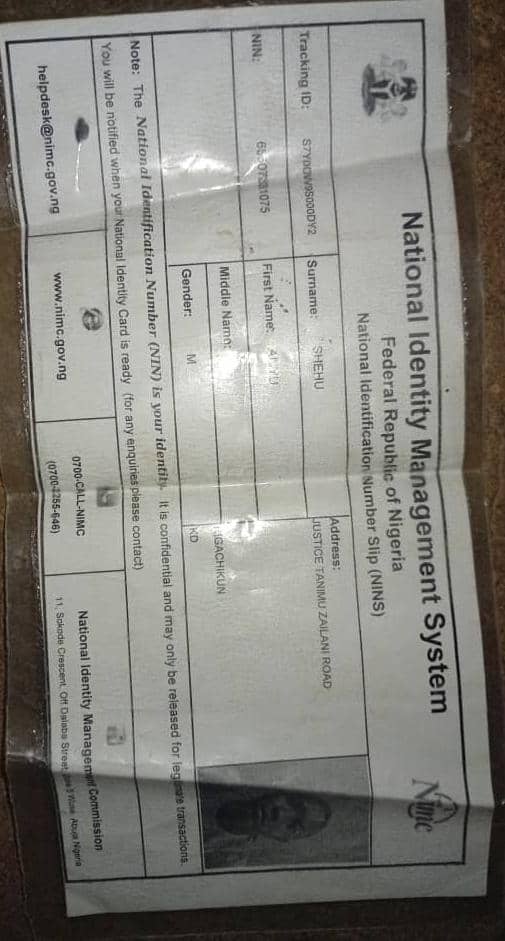 National Identity Management System
Federal Republic of Nigeria
National Identification Number Slip (NINS)
Nimc
Tracking ID:
Surname: SHEHU
Address:
JUSTICE TANIMU ZAILANI ROAD
NIN:
First Name:
Middle Name:
Gender: M
KD
Note: The National Identification Number (NIN) is your identity. It is confidential and may only be released for legitimate transactions.
You will be notified when your National Identity Card is ready (for any enquiries please contact)
helpdesk@nimc.gov.ng
www.nimc.gov.ng
0700-CALL-NIMC
(0700-2255-646)
National Identity Management Commission
11, Sokode Crescent, Off Dalaba Street, Abuja Nigeria